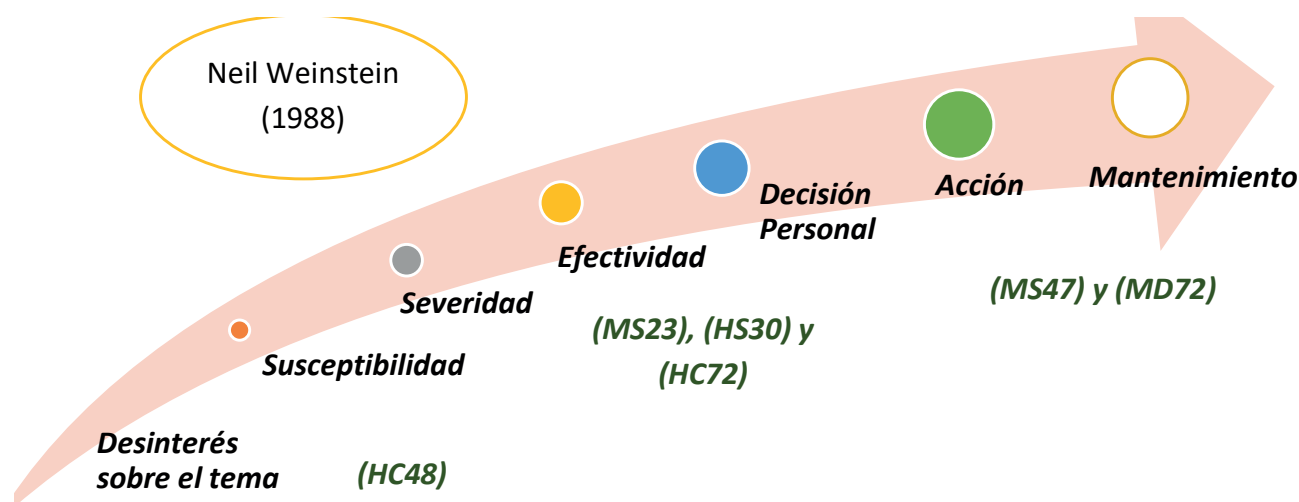 Neil Weinstein
(1988)
Desinterés
sobre el tema
(HC48)
Susceptibilidad
Severidad
Efectividad
(MS23), (HS30) y
(HC72)
Decisión
Personal
Acción
(MS47) y (MD72)
Mantenimiento